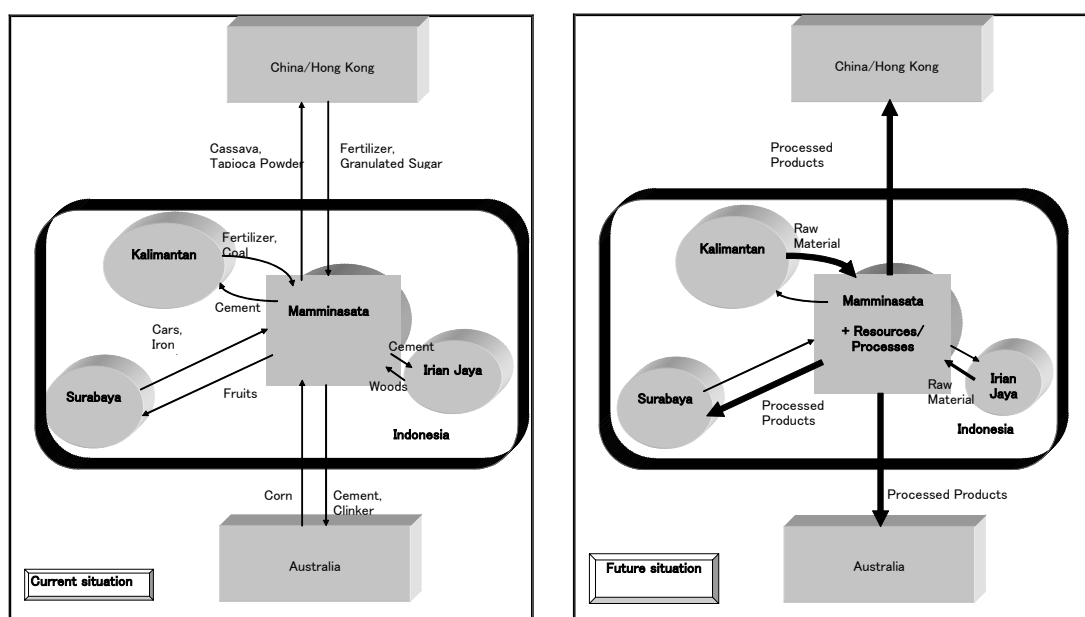 China/Hong Kong
Cassava,
Tapioca Powder
Fertilizer,
Granulated Sugar
Kalimantan
Fertilizer,
Coal
Cement
Mamminasata
Cars,
Iron
Cement
Irian Jaya
Woods
Surabaya
Fruits
Indonesia
Corn
Cement,
Clinker
Australia
Current situation
China/Hong Kong
Processed
Products
Kalimantan
Raw
Material
Mamminasata
+ Resources/
Processes
Irian
Jaya
Raw
Material
Surabaya
Processed
Products
Indonesia
Processed Products
Australia
Future situation